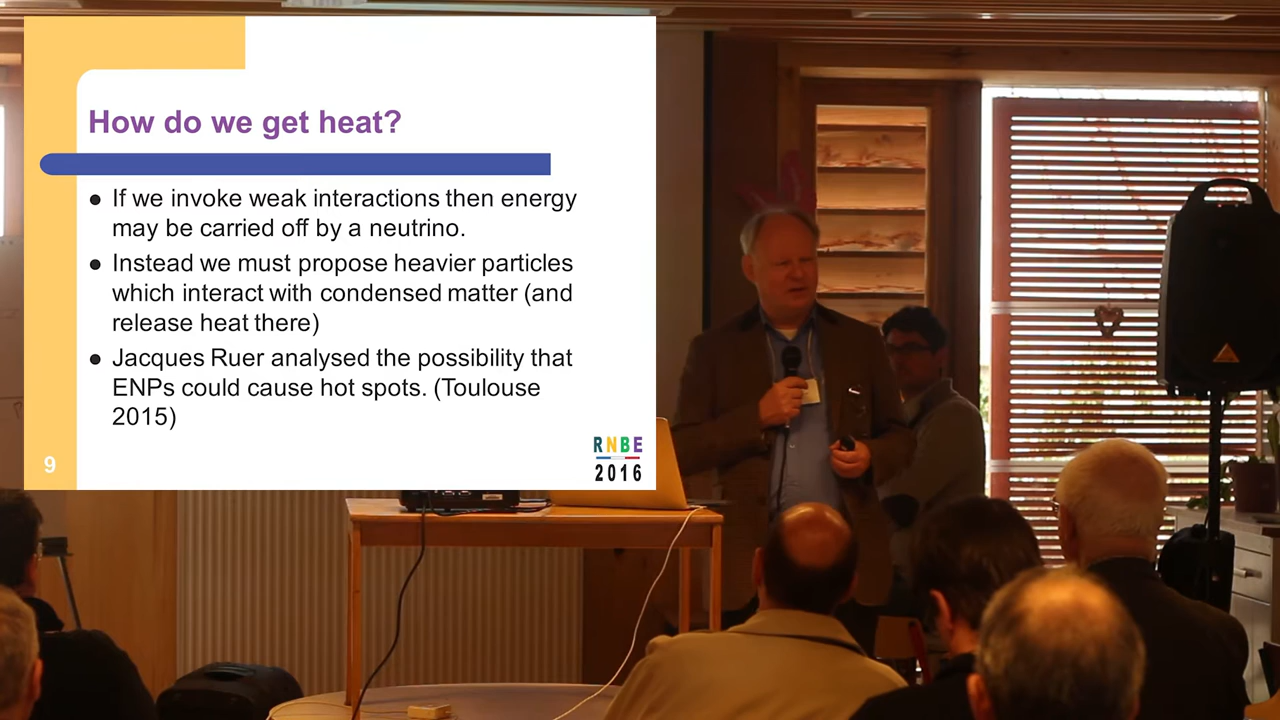 How do we get heat?
● If we invoke weak interactions then energy
may be carried off by a neutrino.
● Instead we must propose heavier particles
which interact with condensed matter (and
release heat there)
● Jacques Ruer analysed the possibility that
ENPs could cause hot spots. (Toulouse
2015)
9
RNBE
2016